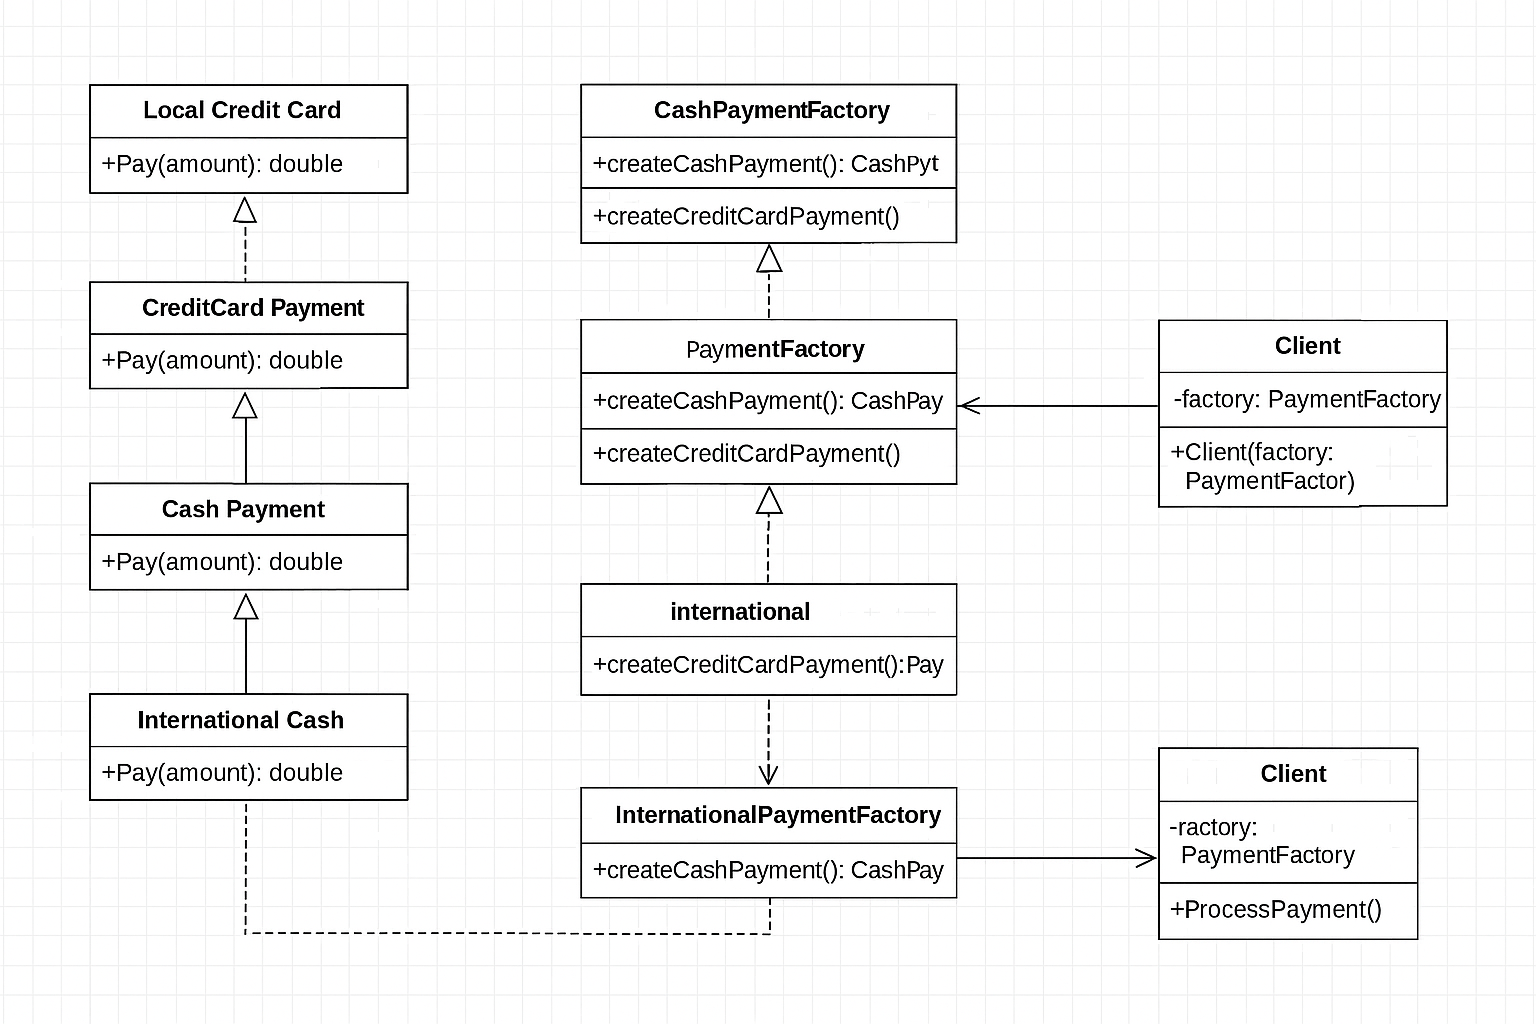 Local Credit Card
+Pay(amount): double
CreditCard Payment
+Pay(amount): double
Cash Payment
+Pay(amount): double
International Cash
+Pay(amount): double
CashPaymentFactory
+createCashPayment(): CashPyt
+createCreditCardPayment()
PaymentFactory
+createCashPayment(): CashPay
+createCreditCardPayment()
international
+createCreditCardPayment():Pay
InternationalPaymentFactory
+createCashPayment(): CashPay
Client
-factory: PaymentFactory
+Client(factory:
PaymentFactor)
Client
-ractory:
PaymentFactory
+ProcessPayment()